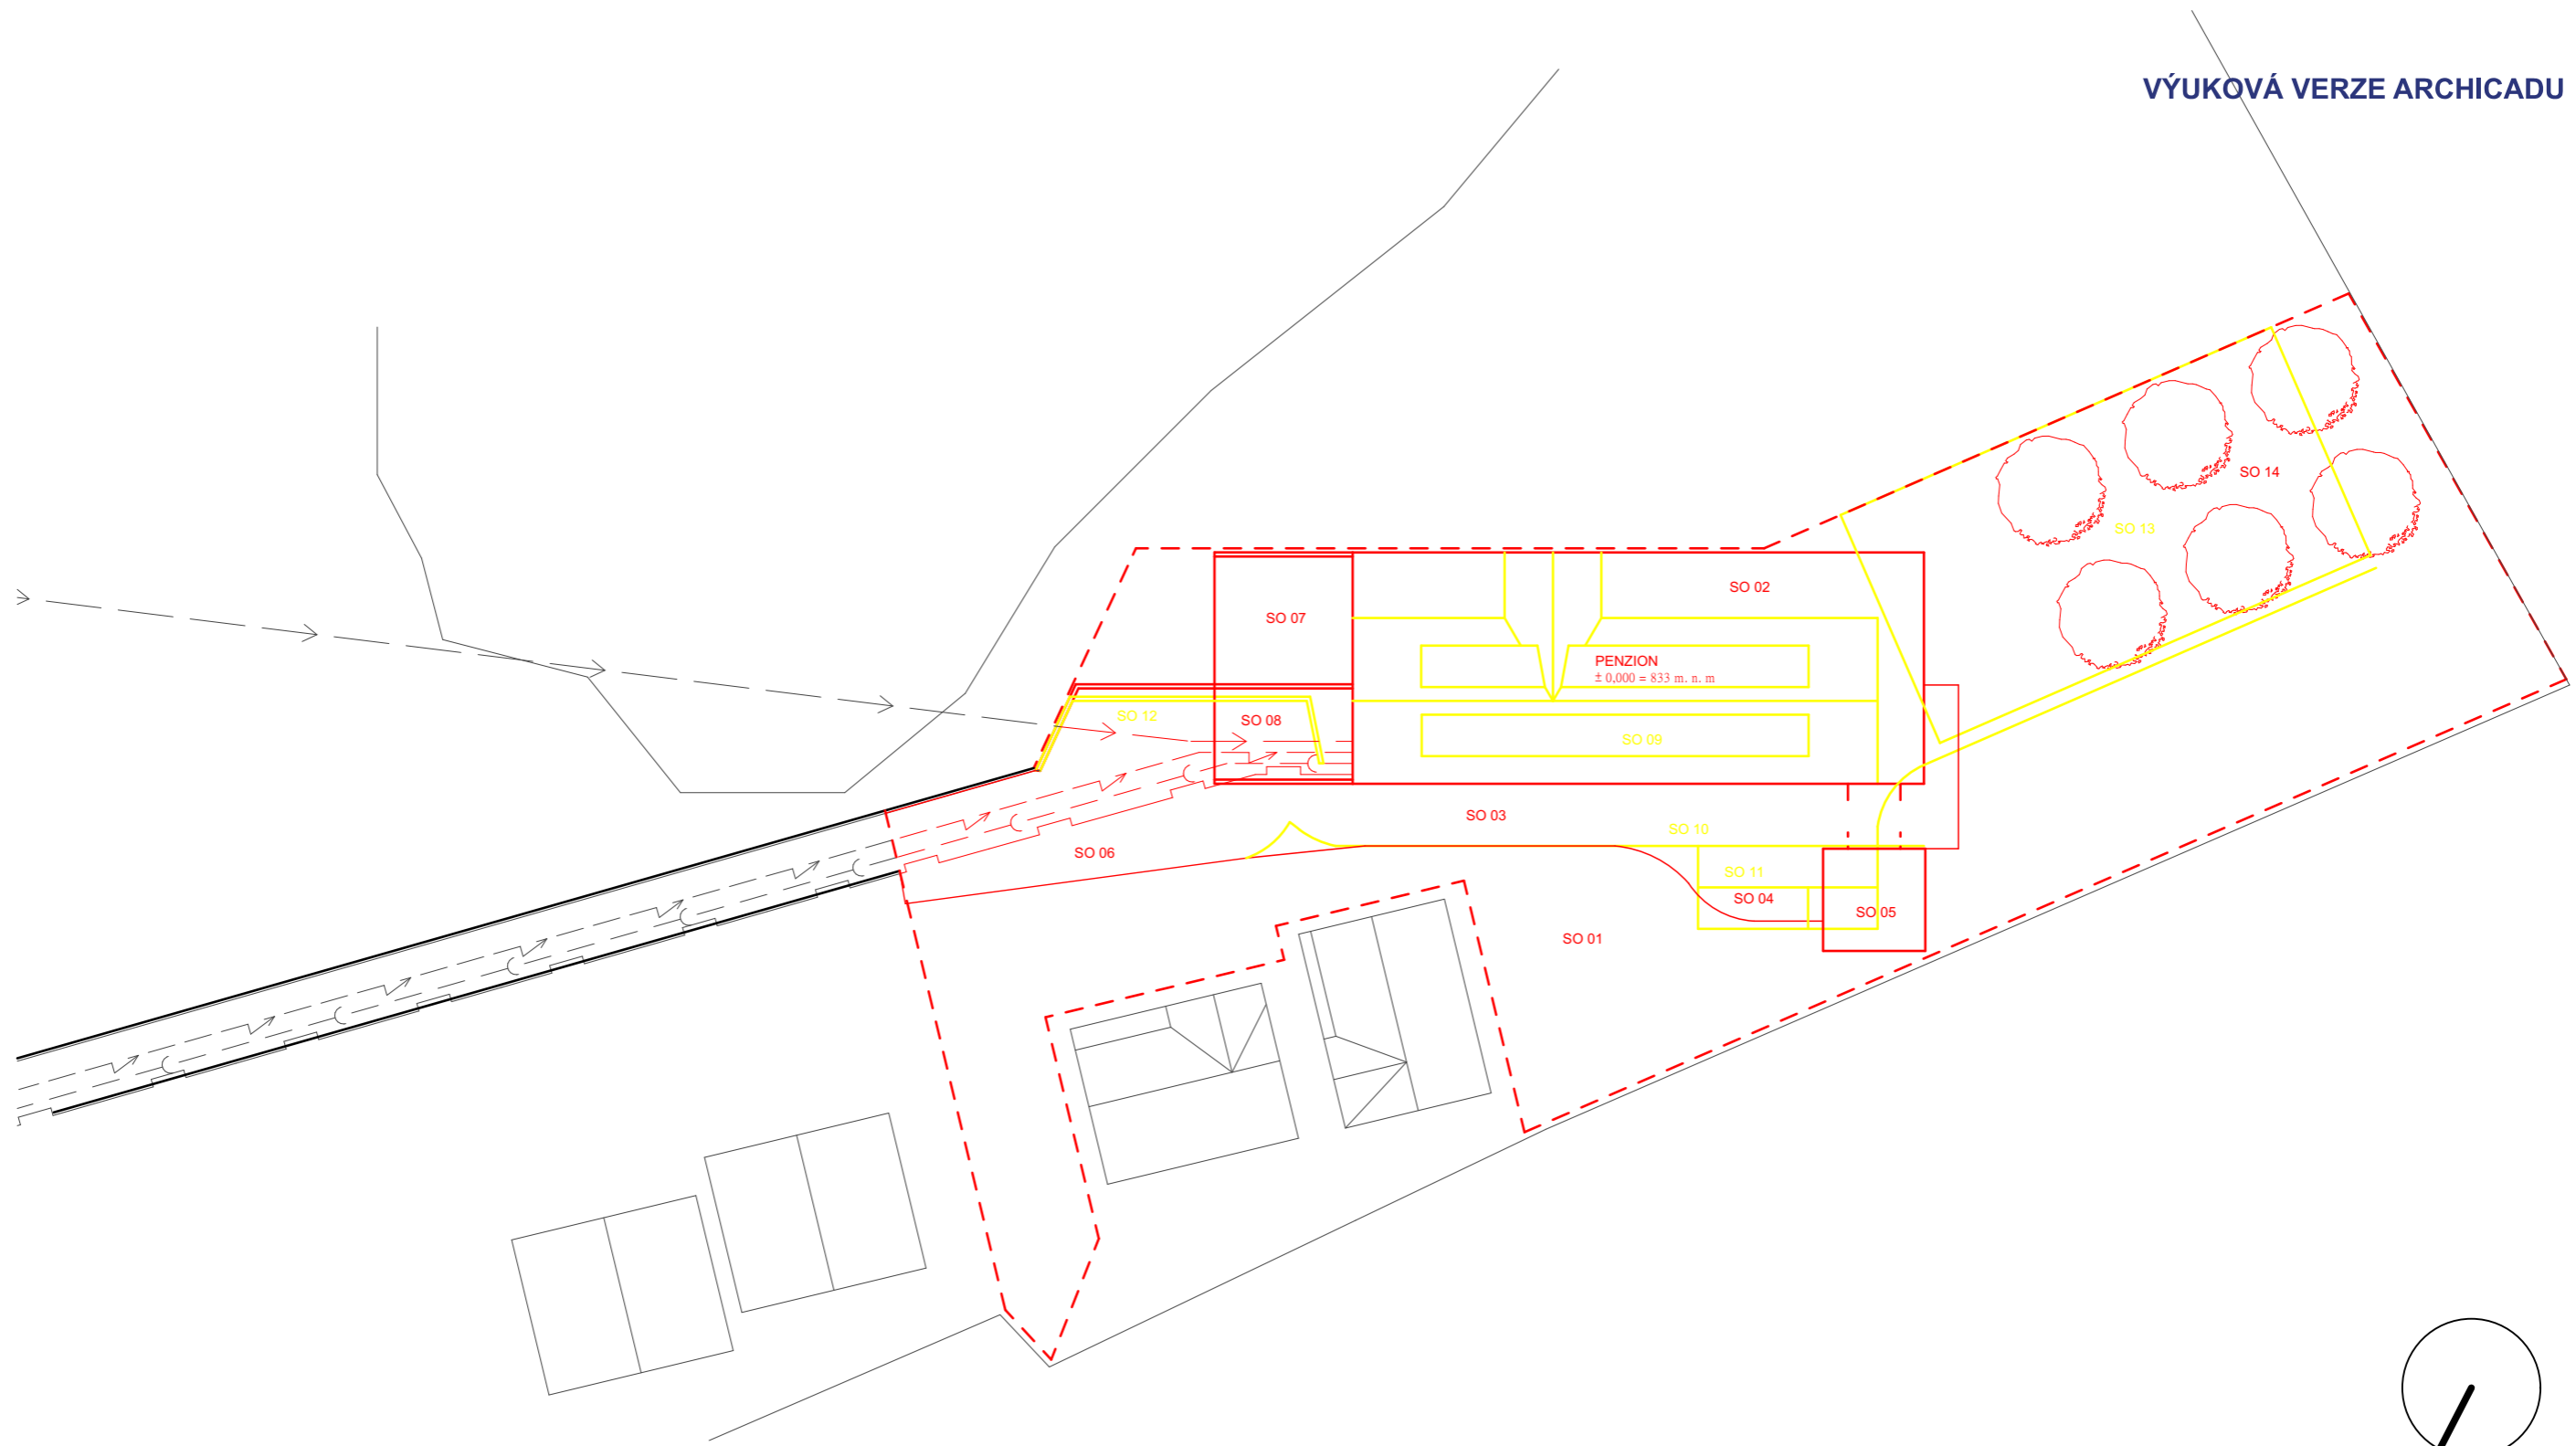 VÝUKOVÁ VERZE ARCHICADU
SO 14
SO 13
SO 02
SO 07
PENZION
± 0,000 = 833 m. n. m
SO 12
SO 08
SO 09
SO 03
SO 10
SO 06
SO 11
SO 04
SO 05
SO 01